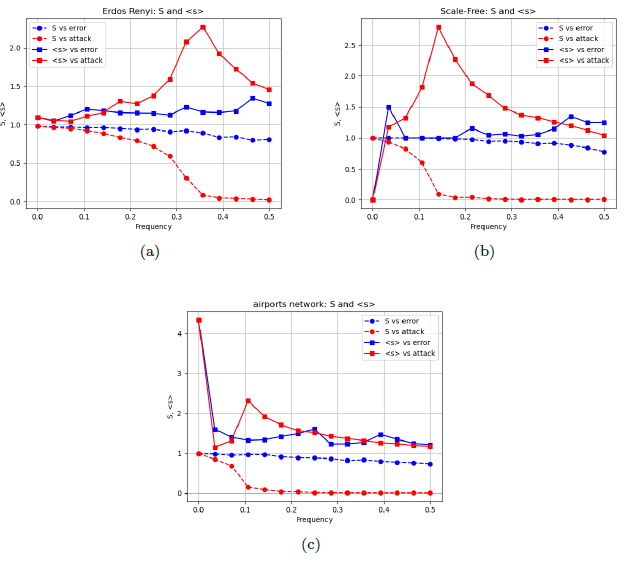 Erdos Renyi: S and <s>
S vs error
S vs attack
<s> vs error
<s> vs attack
S, <s>
2.0
1.5
1.0
0.5
0.0
0.0 0.1 0.2 0.3 0.4 0.5
Frequency
(a)
Scale-Free: S and <s>
S vs error
S vs attack
<s> vs error
<s> vs attack
S, <s>
2.5
2.0
1.5
1.0
0.5
0.0
0.0 0.1 0.2 0.3 0.4 0.5
Frequency
(b)
airports network: S and <s>
S vs error
S vs attack
<s> vs error
<s> vs attack
S, <s>
4
3
2
1
0
0.0 0.1 0.2 0.3 0.4 0.5
Frequency
(c)